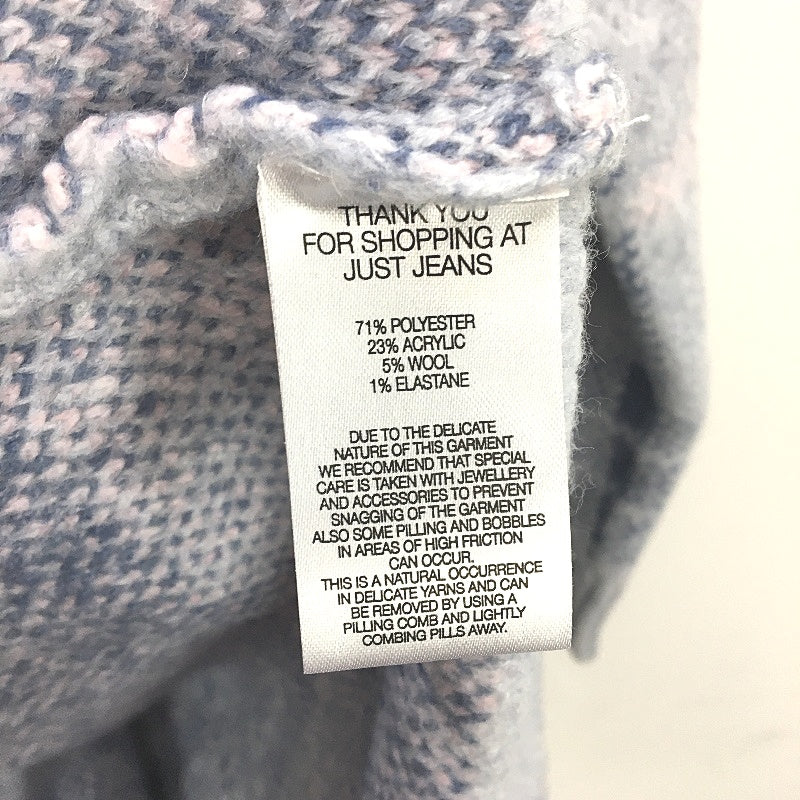 THANK YOU
FOR SHOPPING AT
JUST JEANS
71% POLYESTER
23% ACRYLIC
5% WOOL
1% ELASTANE
DUE TO THE DELICATE
NATURE OF THIS GARMENT
WE RECOMMEND THAT SPECIAL
CARE IS TAKEN WITH JEWELLERY
AND ACCESSORIES TO PREVENT
SNAGGING OF THE GARMENT
ALSO SOME PILLING AND BOBBLES
IN AREAS OF HIGH FRICTION
CAN OCCUR.
THIS IS A NATURAL OCCURRENCE
IN DELICATE YARNS AND CAN
BE REMOVED BY USING A
PILLING COMB AND LIGHTLY
COMBING PILLS AWAY.